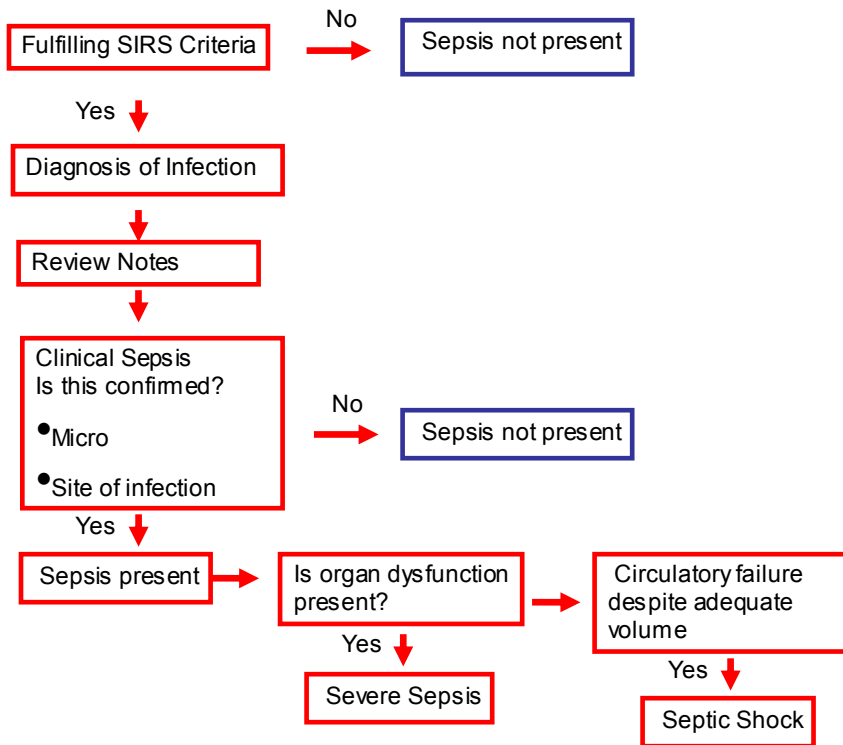 No
Fulfilling SIRS Criteria
Sepsis not present
Yes
Diagnosis of Infection
Review Notes
Clinical Sepsis
Is this confirmed?
•Micro
•Site of infection
No
Sepsis not present
Yes
Sepsis present
Is organ dysfunction
present?
Circulatory failure
despite adequate
volume
Yes
Severe Sepsis
Yes
Septic Shock